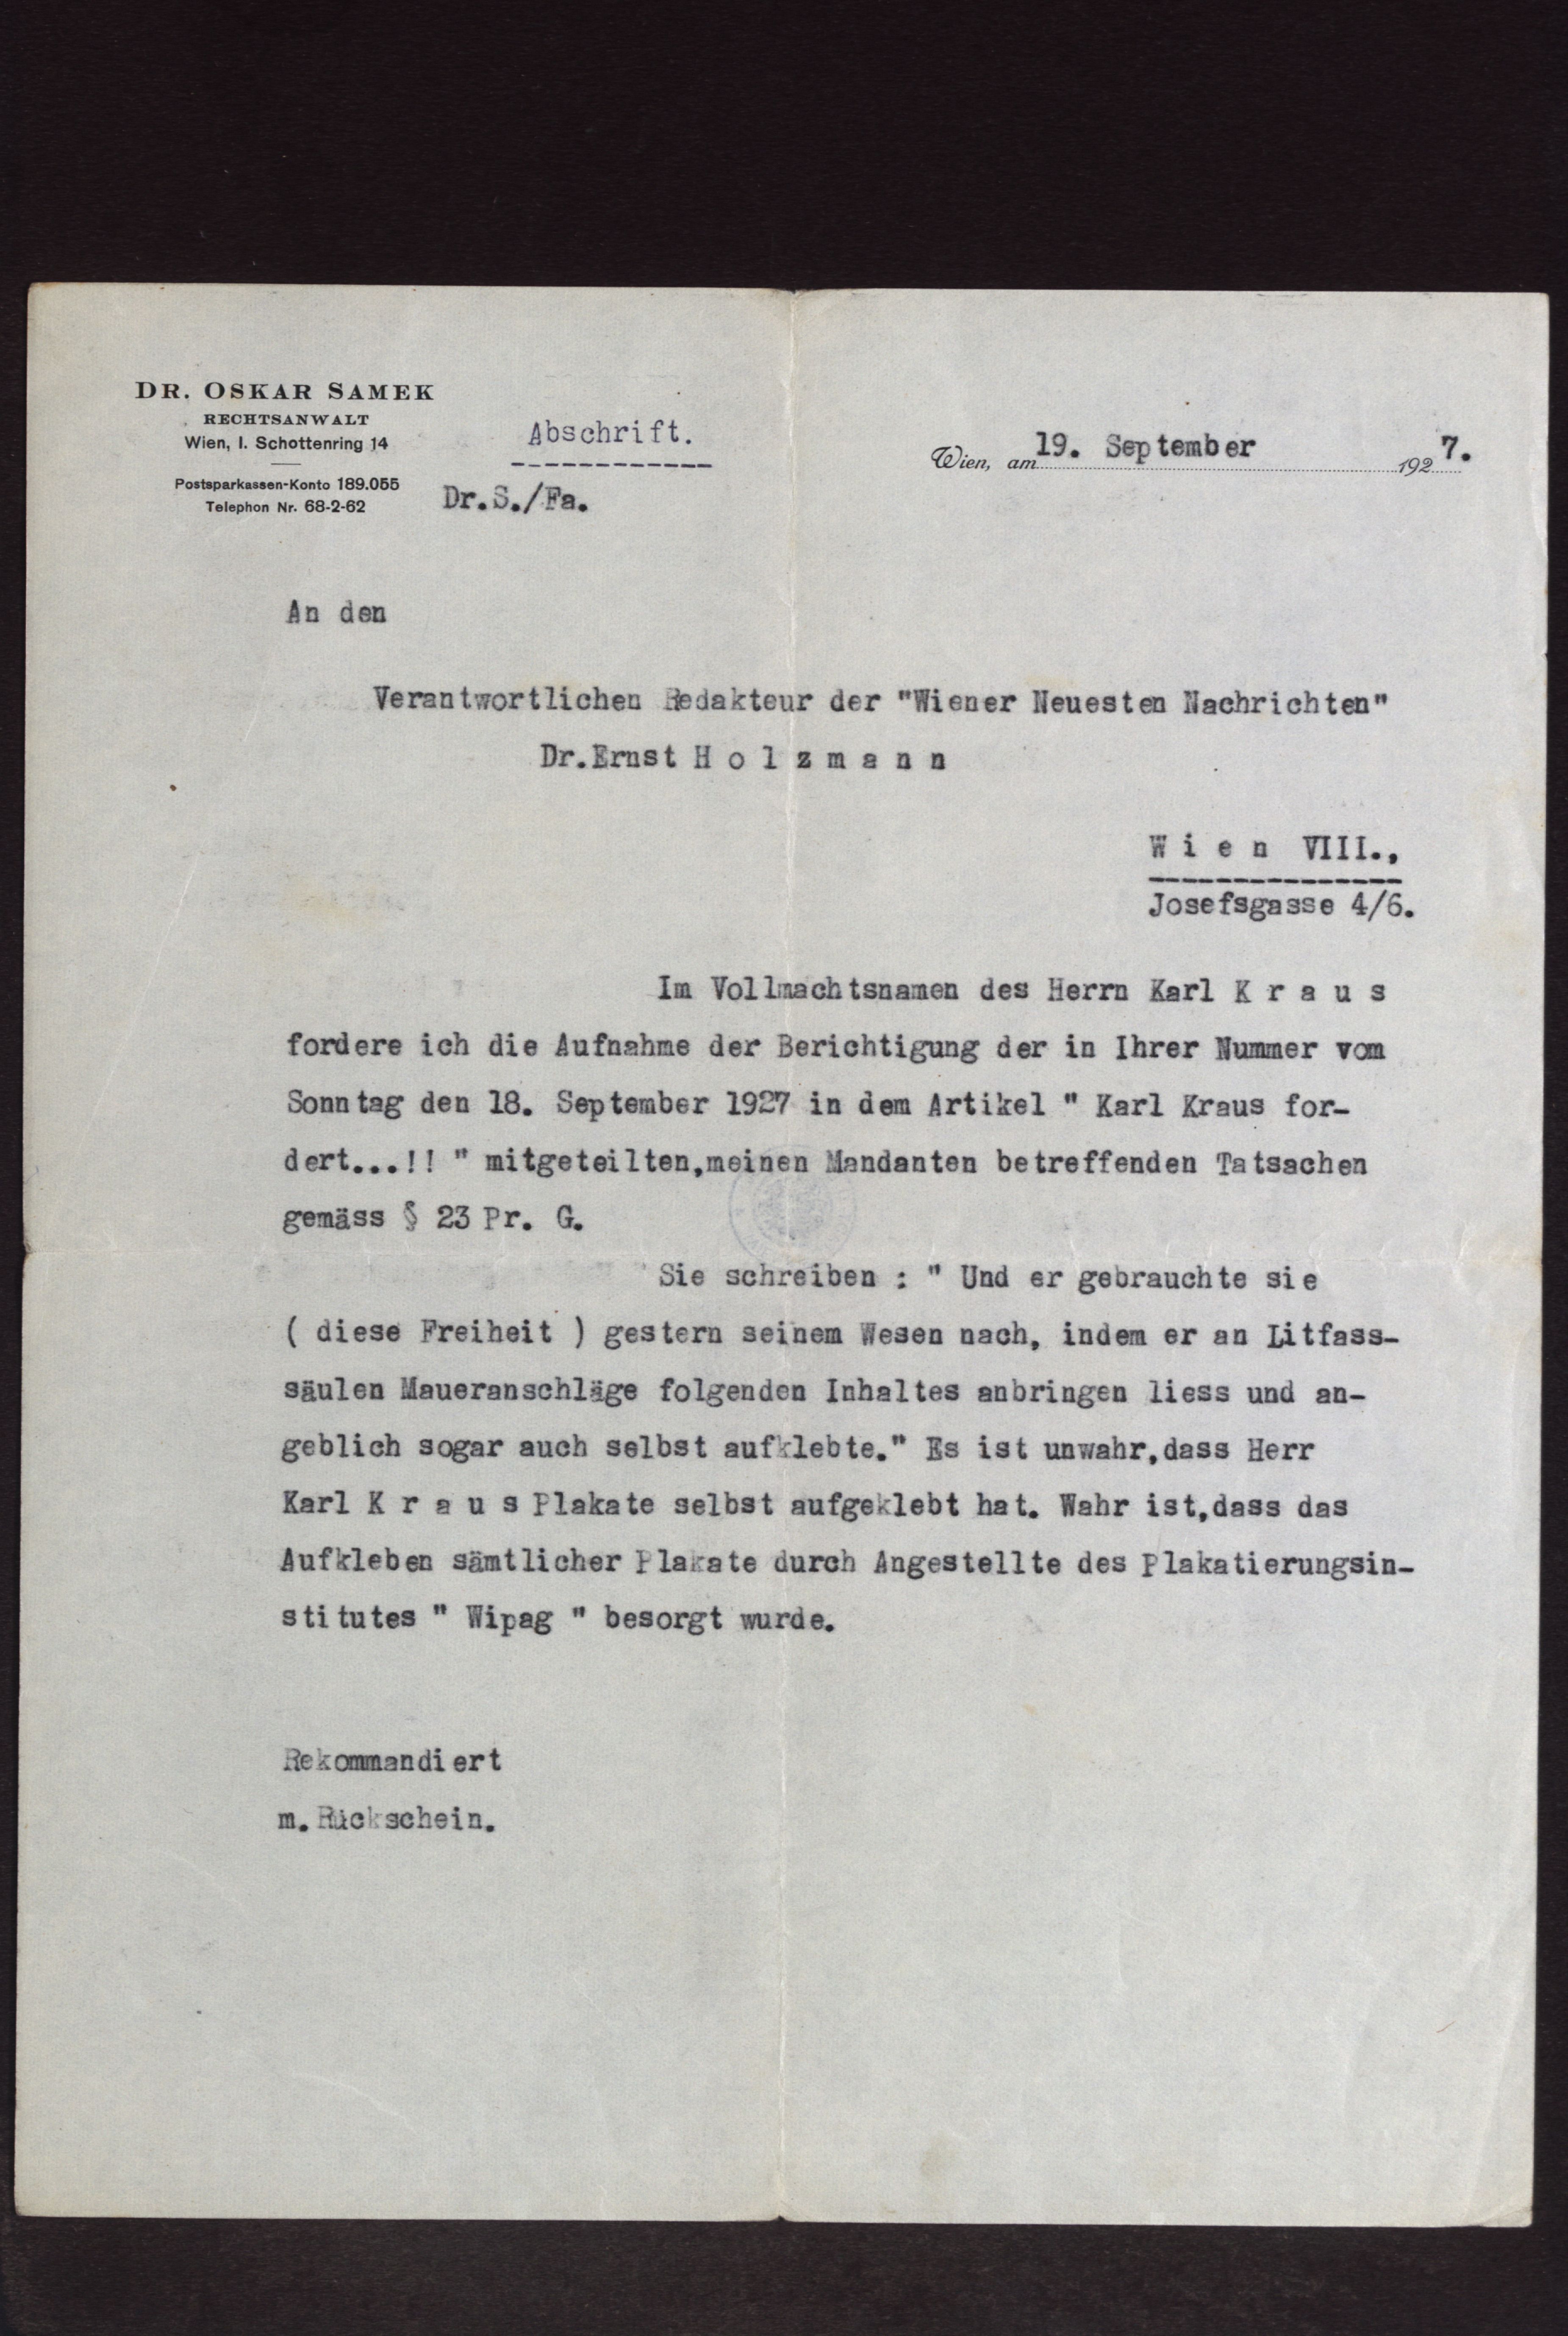 DR. OSKAR SAMEK
RECHTSANWALT
Wien, I. Schottenring 14
Postsparkassen-Konto 189.055
Telephon Nr. 68-2-62
Abschrift.
Dr.S./Fa.
Wien, am 19. September 1927.
An den
Verantwortlichen Redakteur der "Wiener Neuesten Nachrichten"
Dr.Ernst H o l z m a n n
W i e n VIII.,
Josefsgasse 4/6.
Im Vollmachtsnamen des Herrn Karl K r a u s
fordere ich die Aufnahme der Berichtigung der in Ihrer Nummer vom
Sonntag den 18. September 1927 in dem Artikel " Karl Kraus for-
dert...!! " mitgeteilten,meinen Mandanten betreffenden Tatsachen
gemäss § 23 Pr. G.
Sie schreiben : " Und er gebrauchte sie
( diese Freiheit ) gestern seinem Wesen nach, indem er an Litfass-
säulen Maueranschläge folgenden Inhaltes anbringen liess und an-
geblich sogar auch selbst aufklebte." Es ist unwahr,dass Herr
Karl K r a u s Plakate selbst aufgeklebt hat. Wahr ist,dass das
Aufkleben sämtlicher Plakate durch Angestellte des Plakatierungsin-
stitutes " Wipag " besorgt wurde.
Rekommandiert
m. Rückschein.